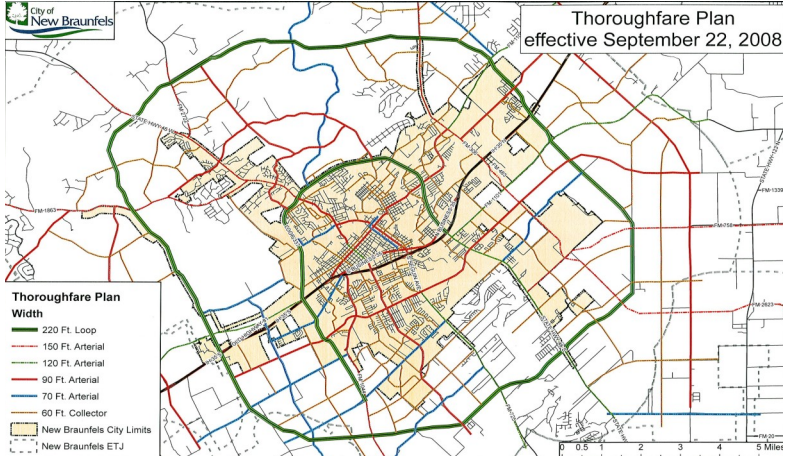 City of
New Braunfels
Thoroughfare Plan
effective September 22, 2008
STATE HWY 46 W
FM-1863
FM-1339
FM-758
FM-2623
FM-20
Thoroughfare Plan
Width
220 Ft. Loop
150 Ft. Arterial
120 Ft. Arterial
90 Ft. Arterial
70 Ft. Arterial
60 Ft. Collector
New Braunfels City Limits
New Braunfels ETJ
0 0.5 1 2 3 4 5 Miles